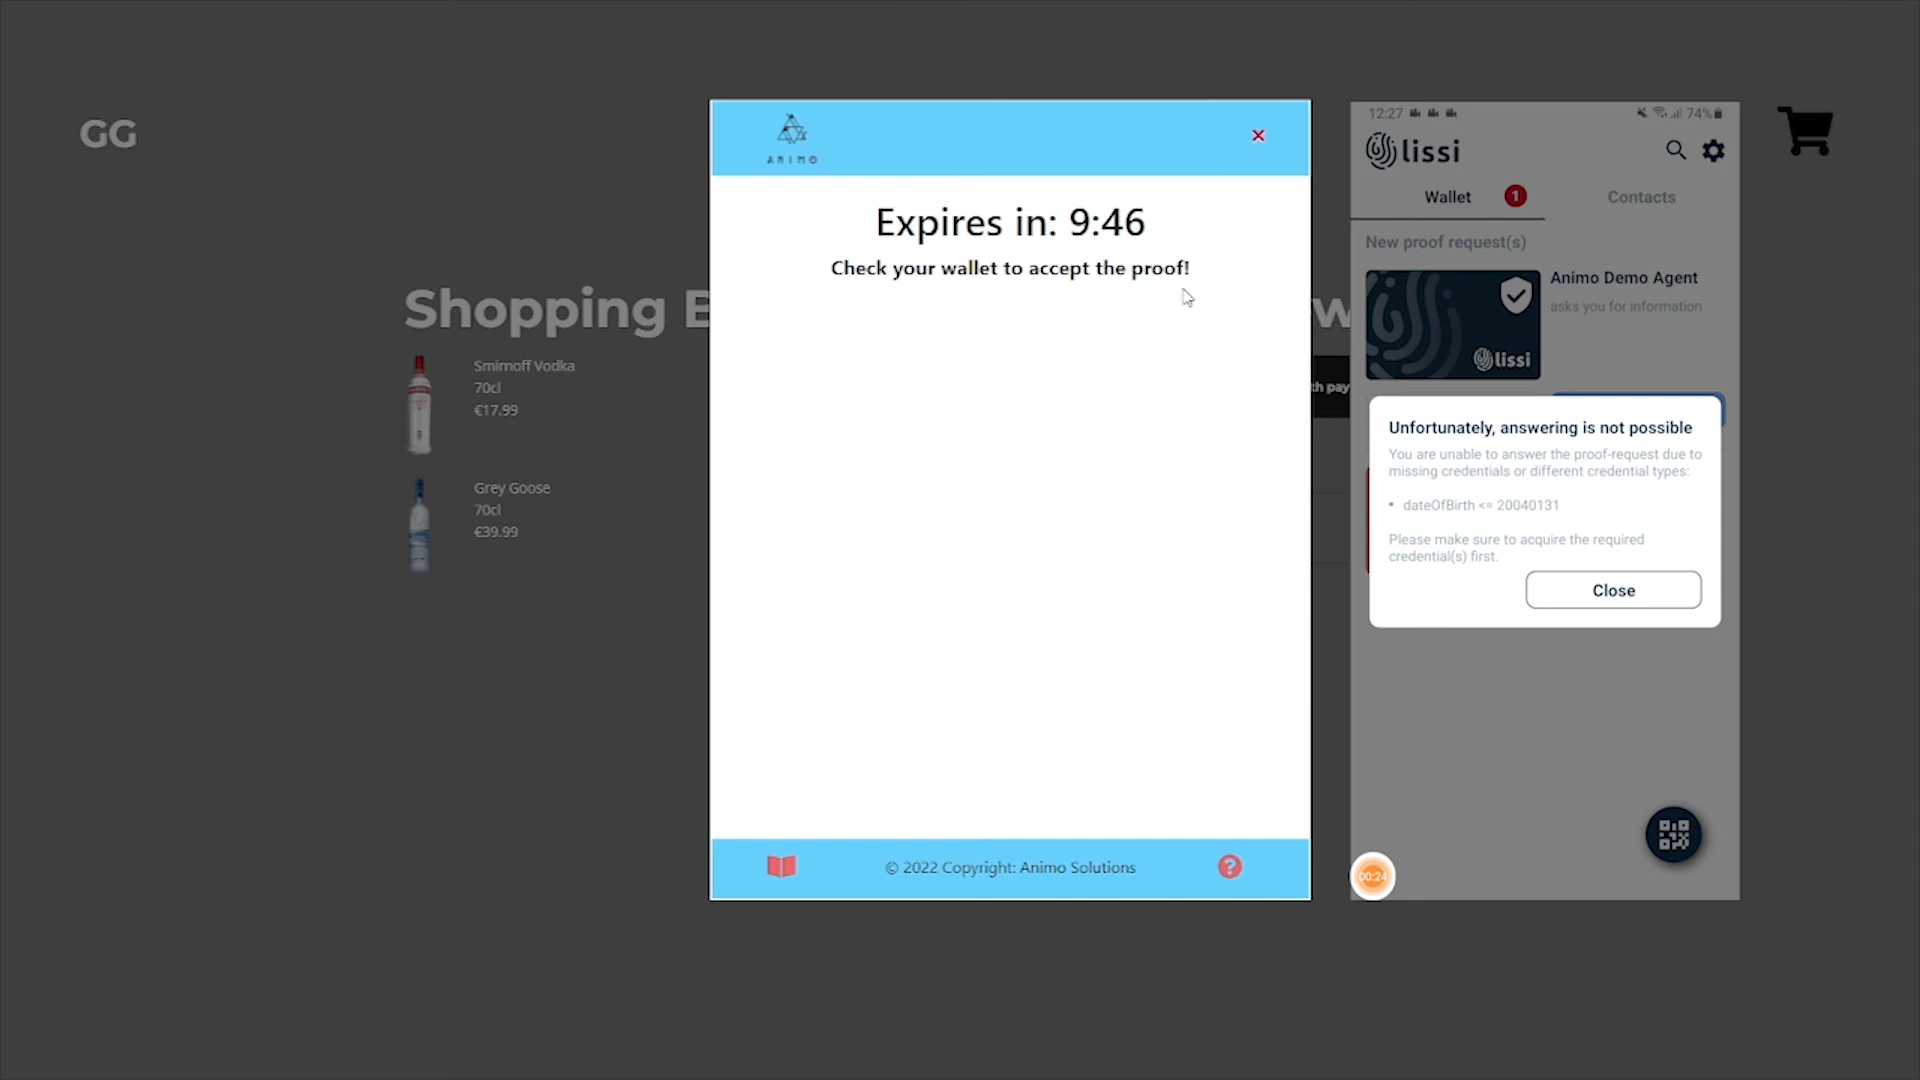 GG
Shopping B
Smirnoff Vodka
70cl
€17.99
Grey Goose
70cl
€39.99
ANIMO
Expires in: 9:46
Check your wallet to accept the proof!
© 2022 Copyright: Animo Solutions
?
w
th pay
12:27
74%
lissi
Wallet 1
Contacts
New proof request(s)
Animo Demo Agent
asks you for information
lissi
Unfortunately, answering is not possible
You are unable to answer the proof-request due to
missing credentials or different credential types:
• dateOfBirth <= 20040131
Please make sure to acquire the required
credential(s) first.
Close
00:24